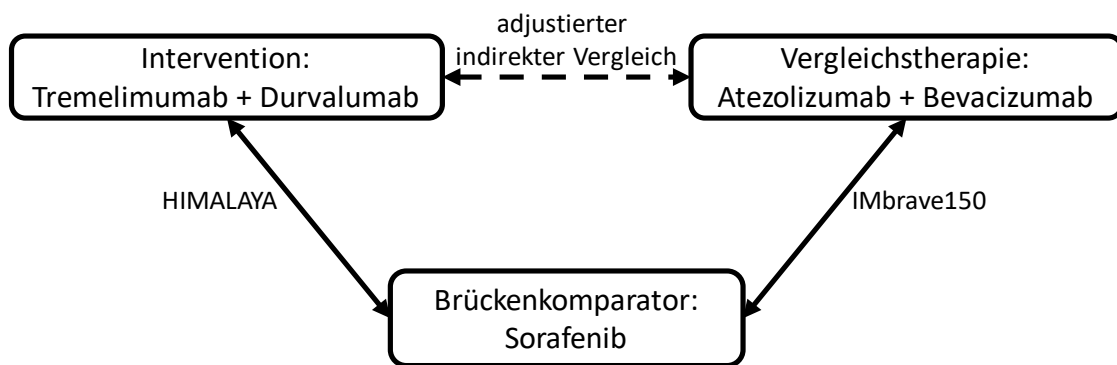 adjustierter
indirekter Vergleich
Intervention:
Tremelimumab + Durvalumab
Vergleichstherapie:
Atezolizumab + Bevacizumab
HIMALAYA
IMbrave150
Brückenkomparator:
Sorafenib